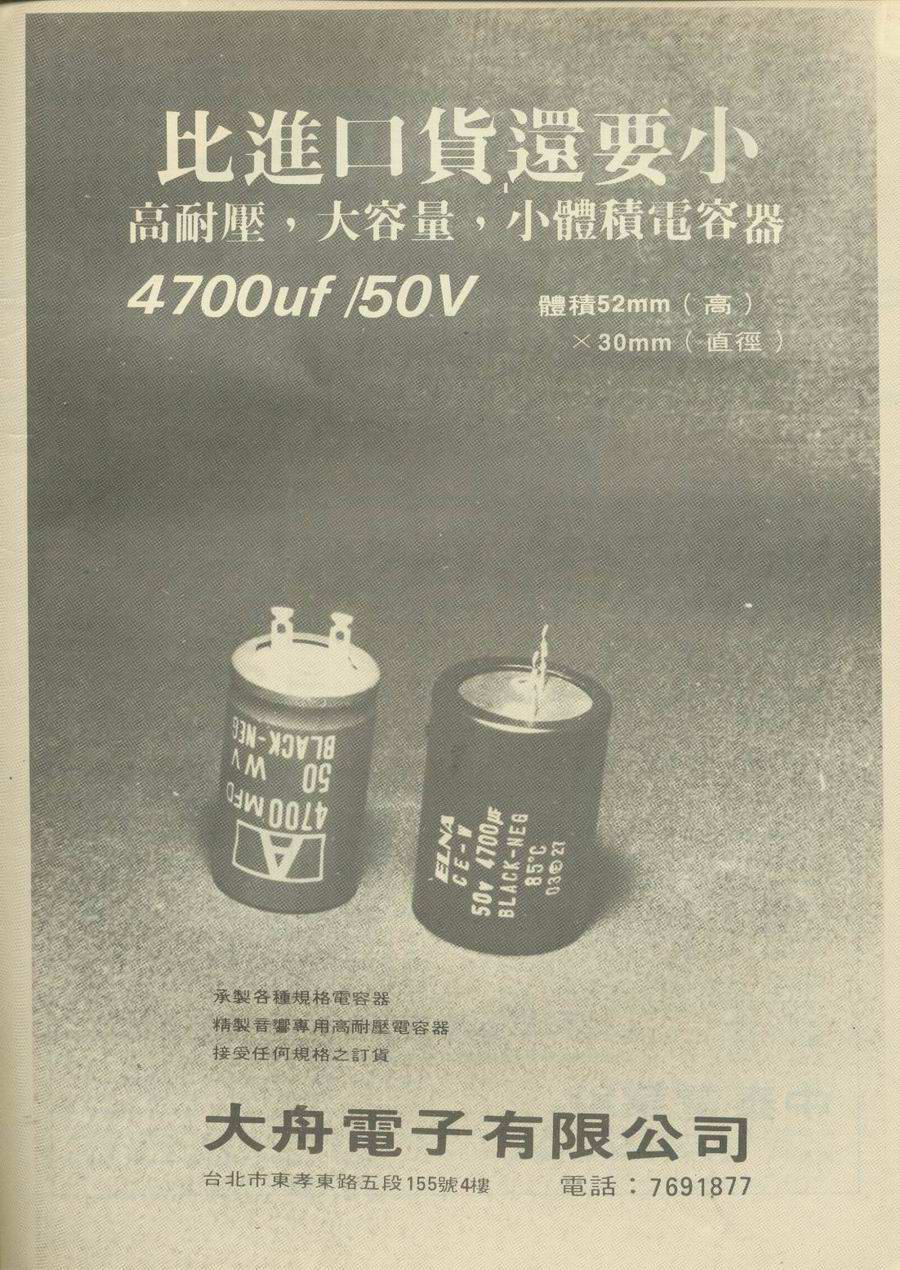 比進口貨還要小
高耐壓，大容量，小體積電容器
4700uf/50V
體積52mm（高）
×30mm（直徑）
BLACK-NEG
50 WV
4700MFD
A
ELNA
CE-W
50v 4700μF
BLACK-NEG
85°C
承製各種規格電容器
精製音響專用高耐壓電容器
接受任何規格之訂貨
大舟電子有限公司
台北市東孝東路五段155號4樓
電話：7691877